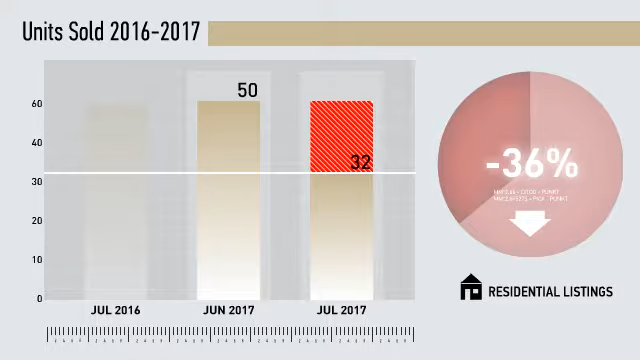 Units Sold 2016-2017
50
32
60
40
30
20
10
0
JUL 2016
JUN 2017
JUL 2017
-36%
RESIDENTIAL LISTINGS